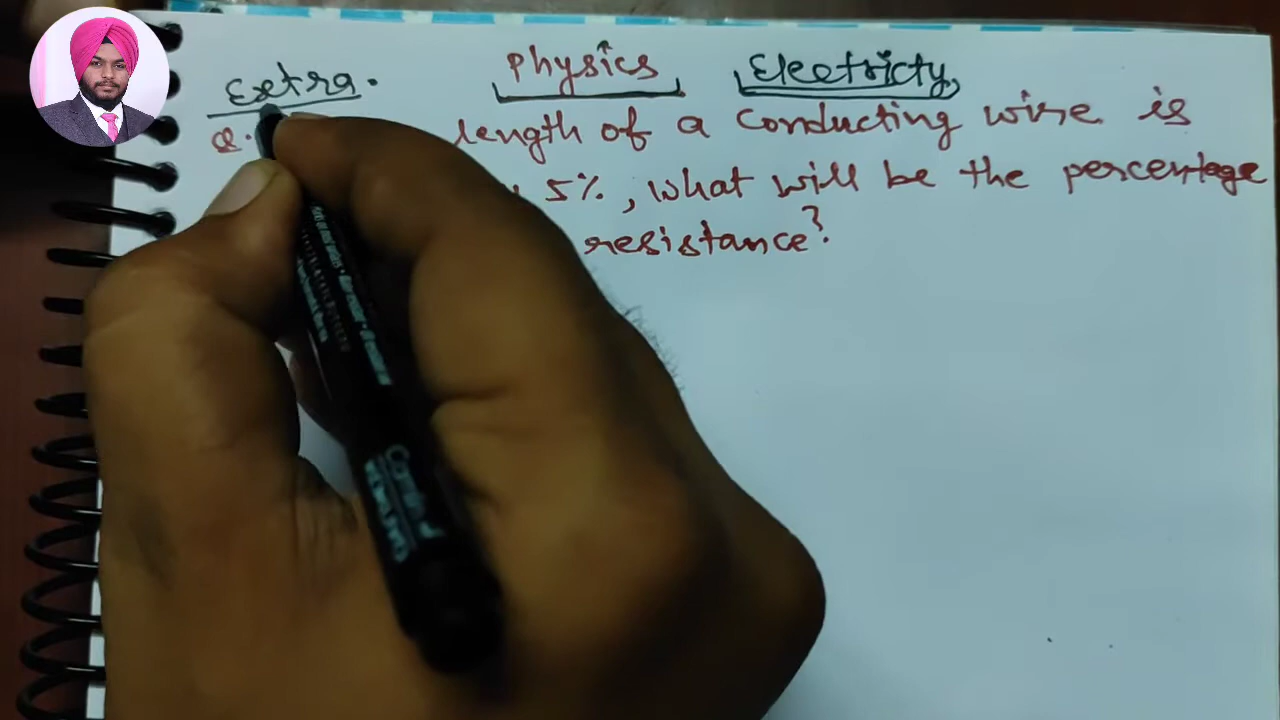 Extra.
Physics
Electricty,
Q.
length of a conducting wire is
5%, what will be the percentage
resistance?